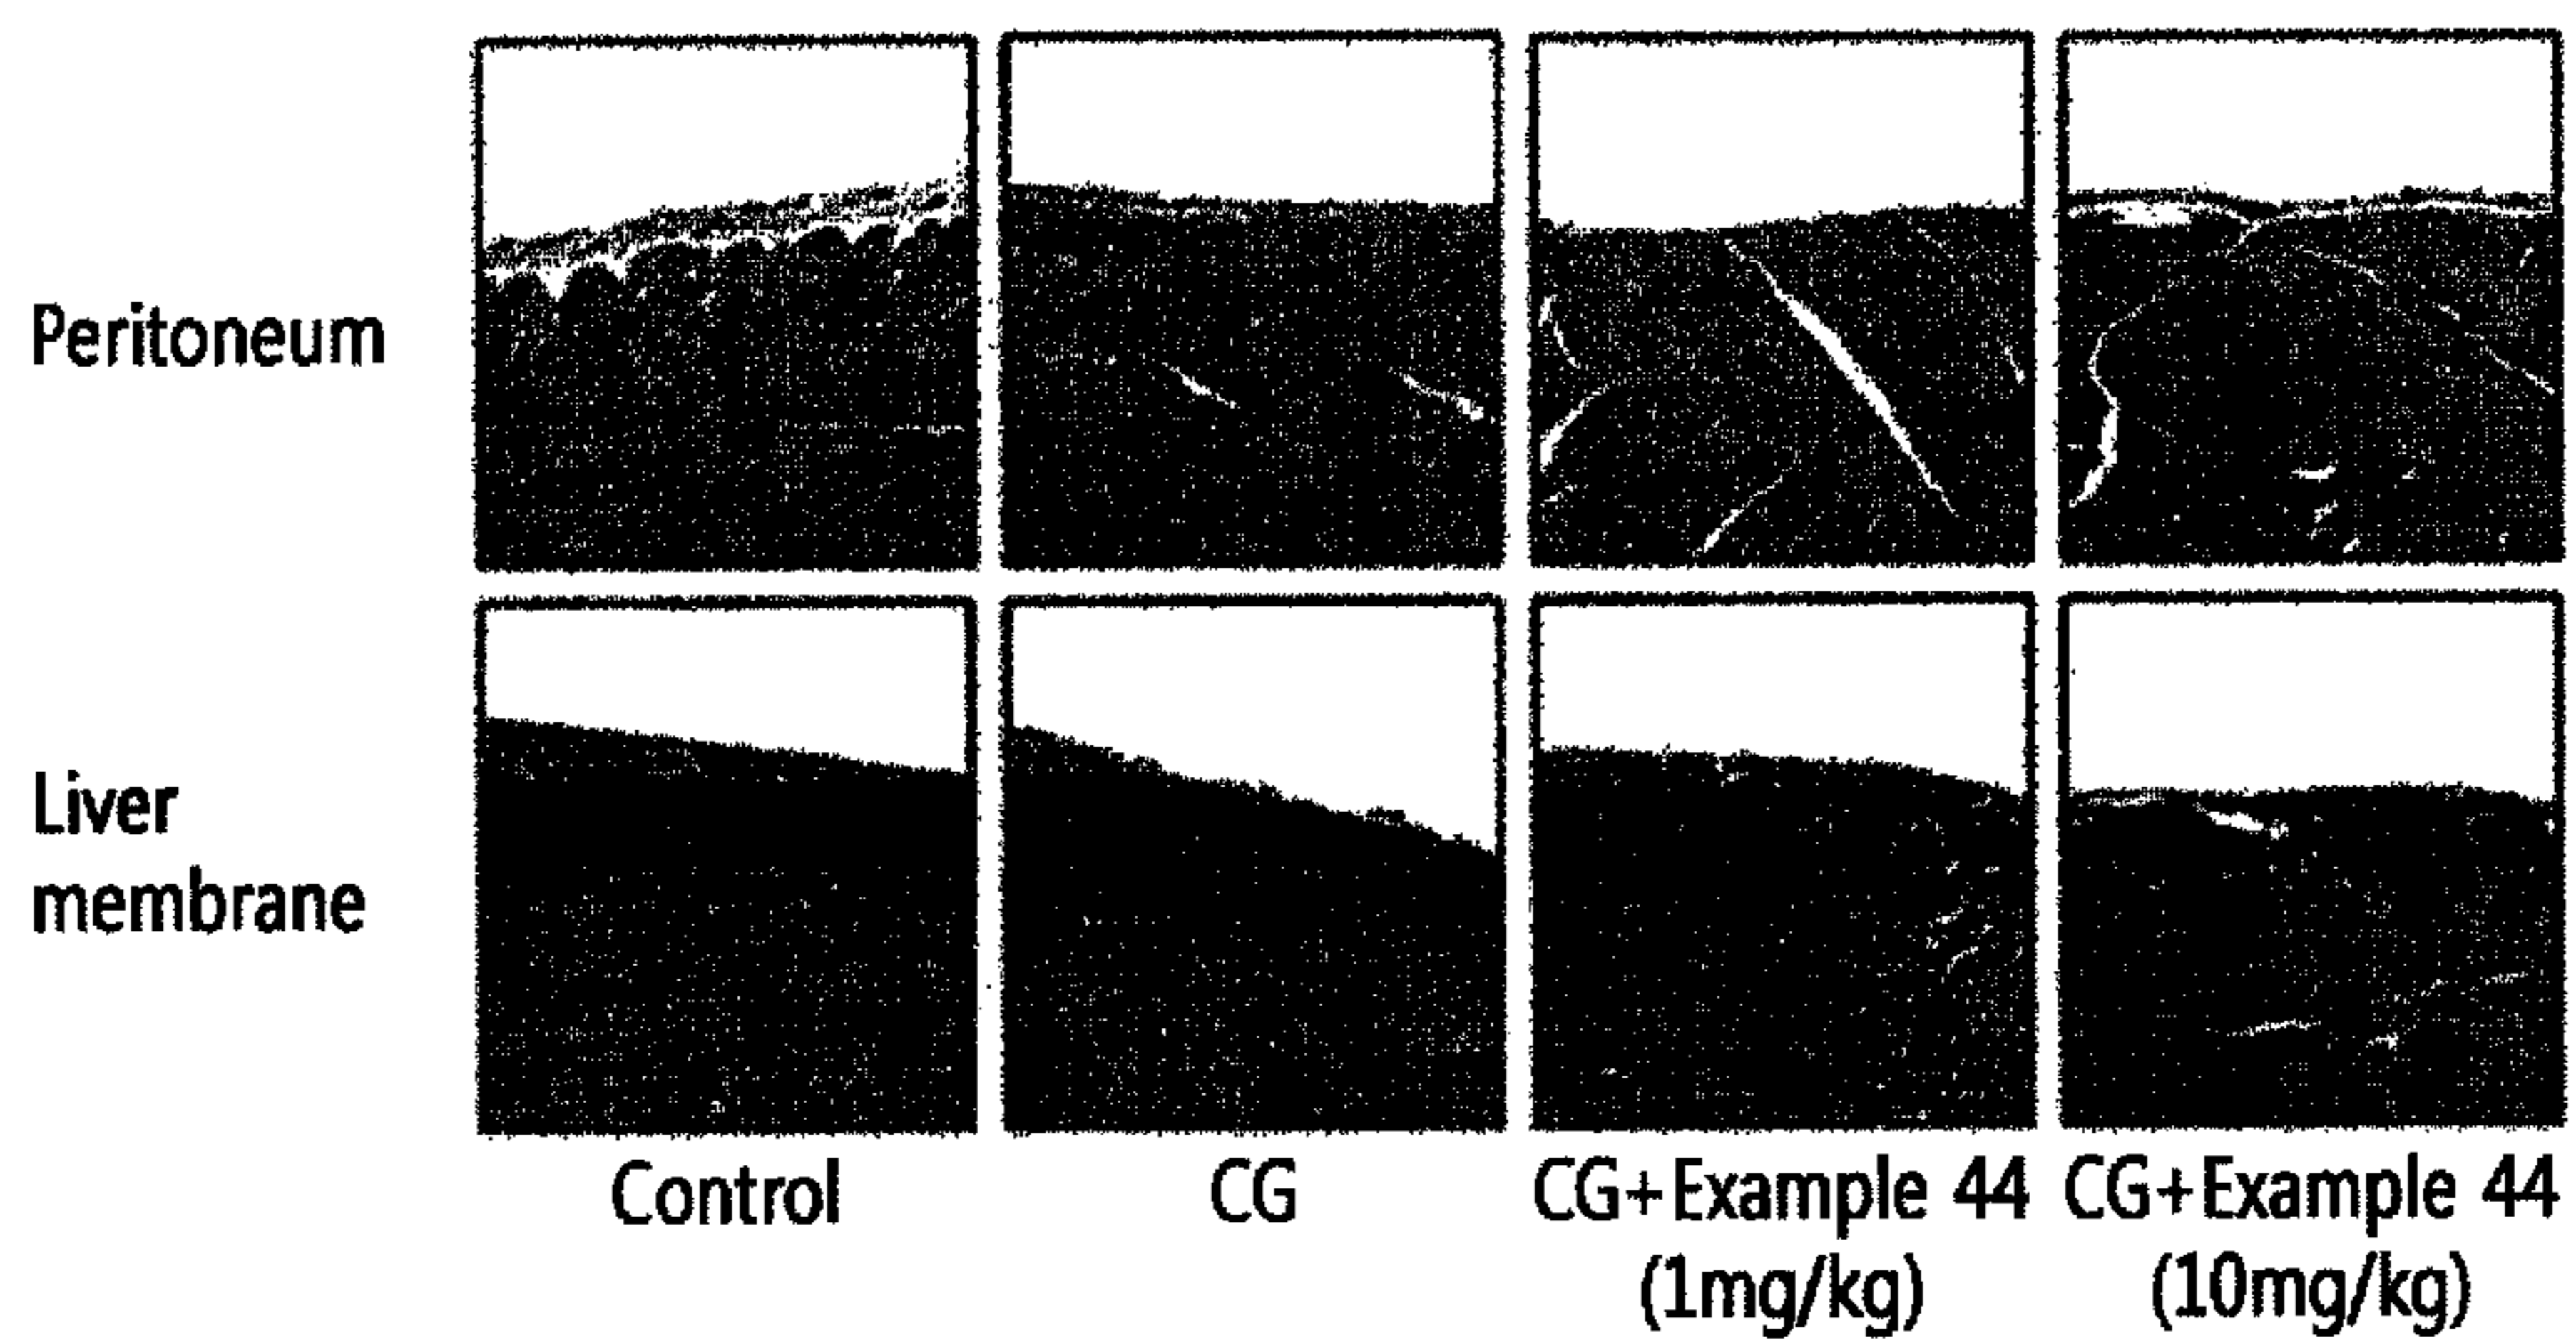 Peritoneum
Liver
membrane
Control
CG
CG+Example 44
(1mg/kg)
CG+Example 44
(10mg/kg)